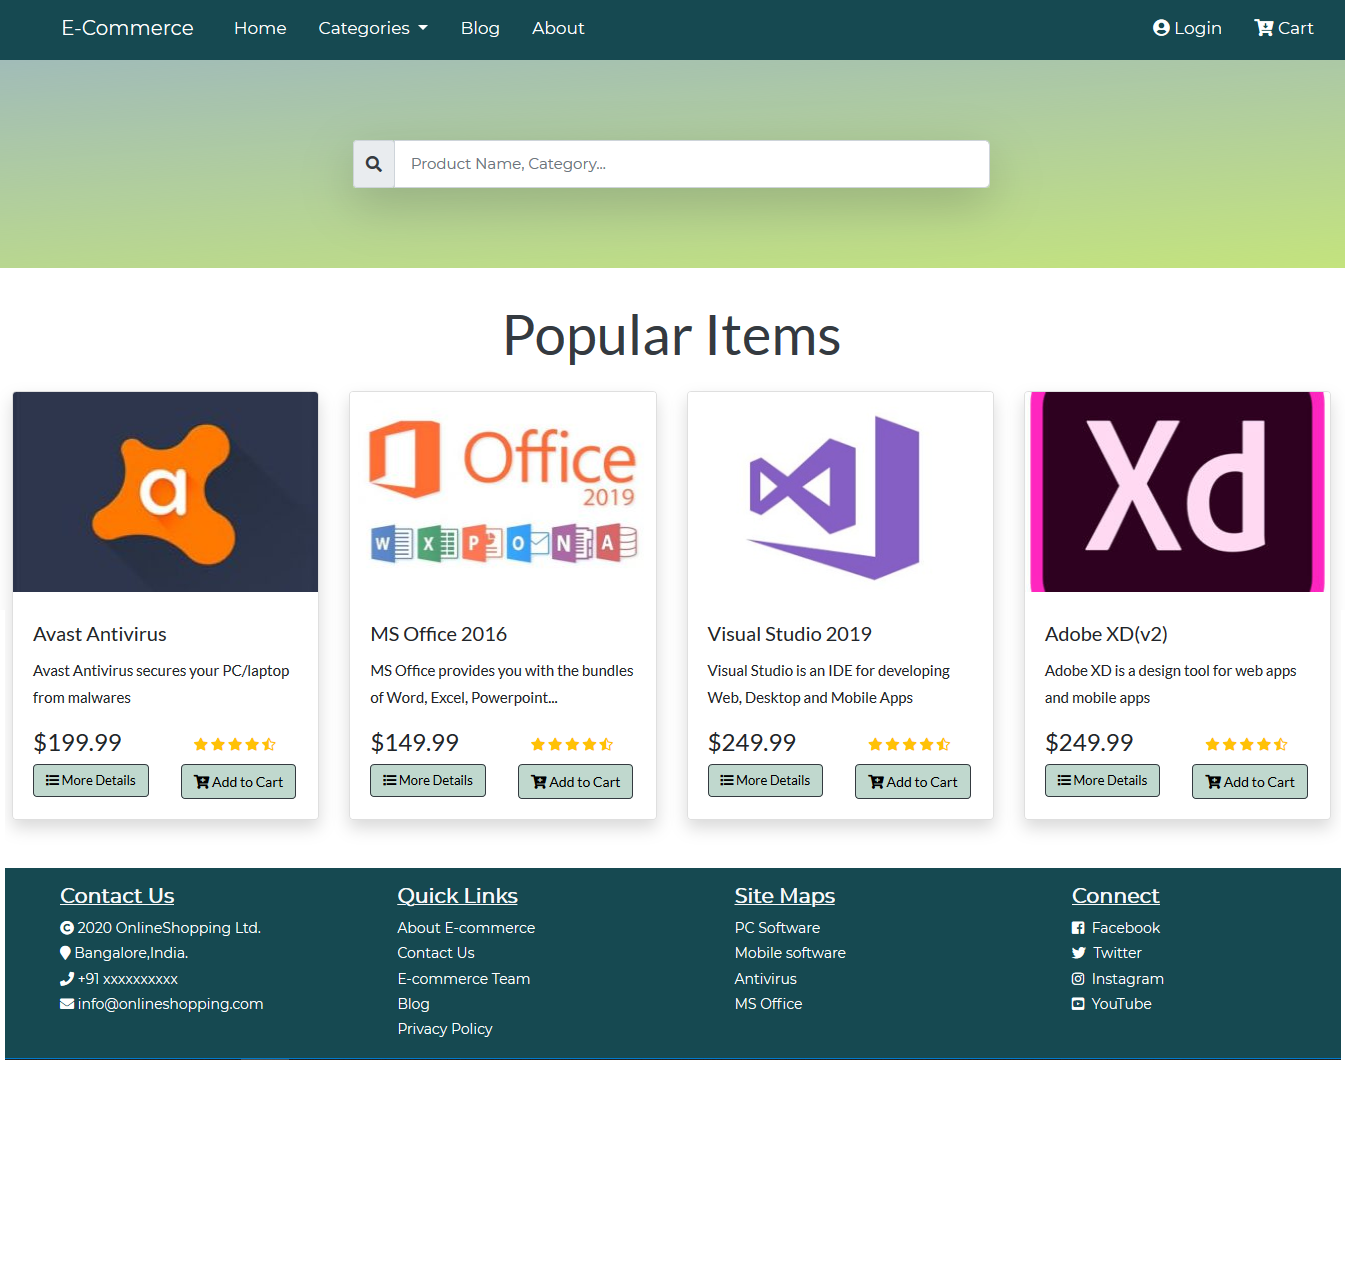 E-Commerce Home Categories Blog About Login Cart
Product Name, Category...
Popular Items
a
Office
2019
W X P O N A
Xd
Avast Antivirus
Avast Antivirus secures your PC/laptop
from malwares
$199.99
More Details Add to Cart
MS Office 2016
MS Office provides you with the bundles
of Word, Excel, Powerpoint...
$149.99
More Details Add to Cart
Visual Studio 2019
Visual Studio is an IDE for developing
Web, Desktop and Mobile Apps
$249.99
More Details Add to Cart
Adobe XD(v2)
Adobe XD is a design tool for web apps
and mobile apps
$249.99
More Details Add to Cart
Contact Us
© 2020 OnlineShopping Ltd.
Bangalore,India.
+91 xxxxxxxxxx
info@onlineshopping.com
Quick Links
About E-commerce
Contact Us
E-commerce Team
Blog
Privacy Policy
Site Maps
PC Software
Mobile software
Antivirus
MS Office
Connect
Facebook
Twitter
Instagram
YouTube